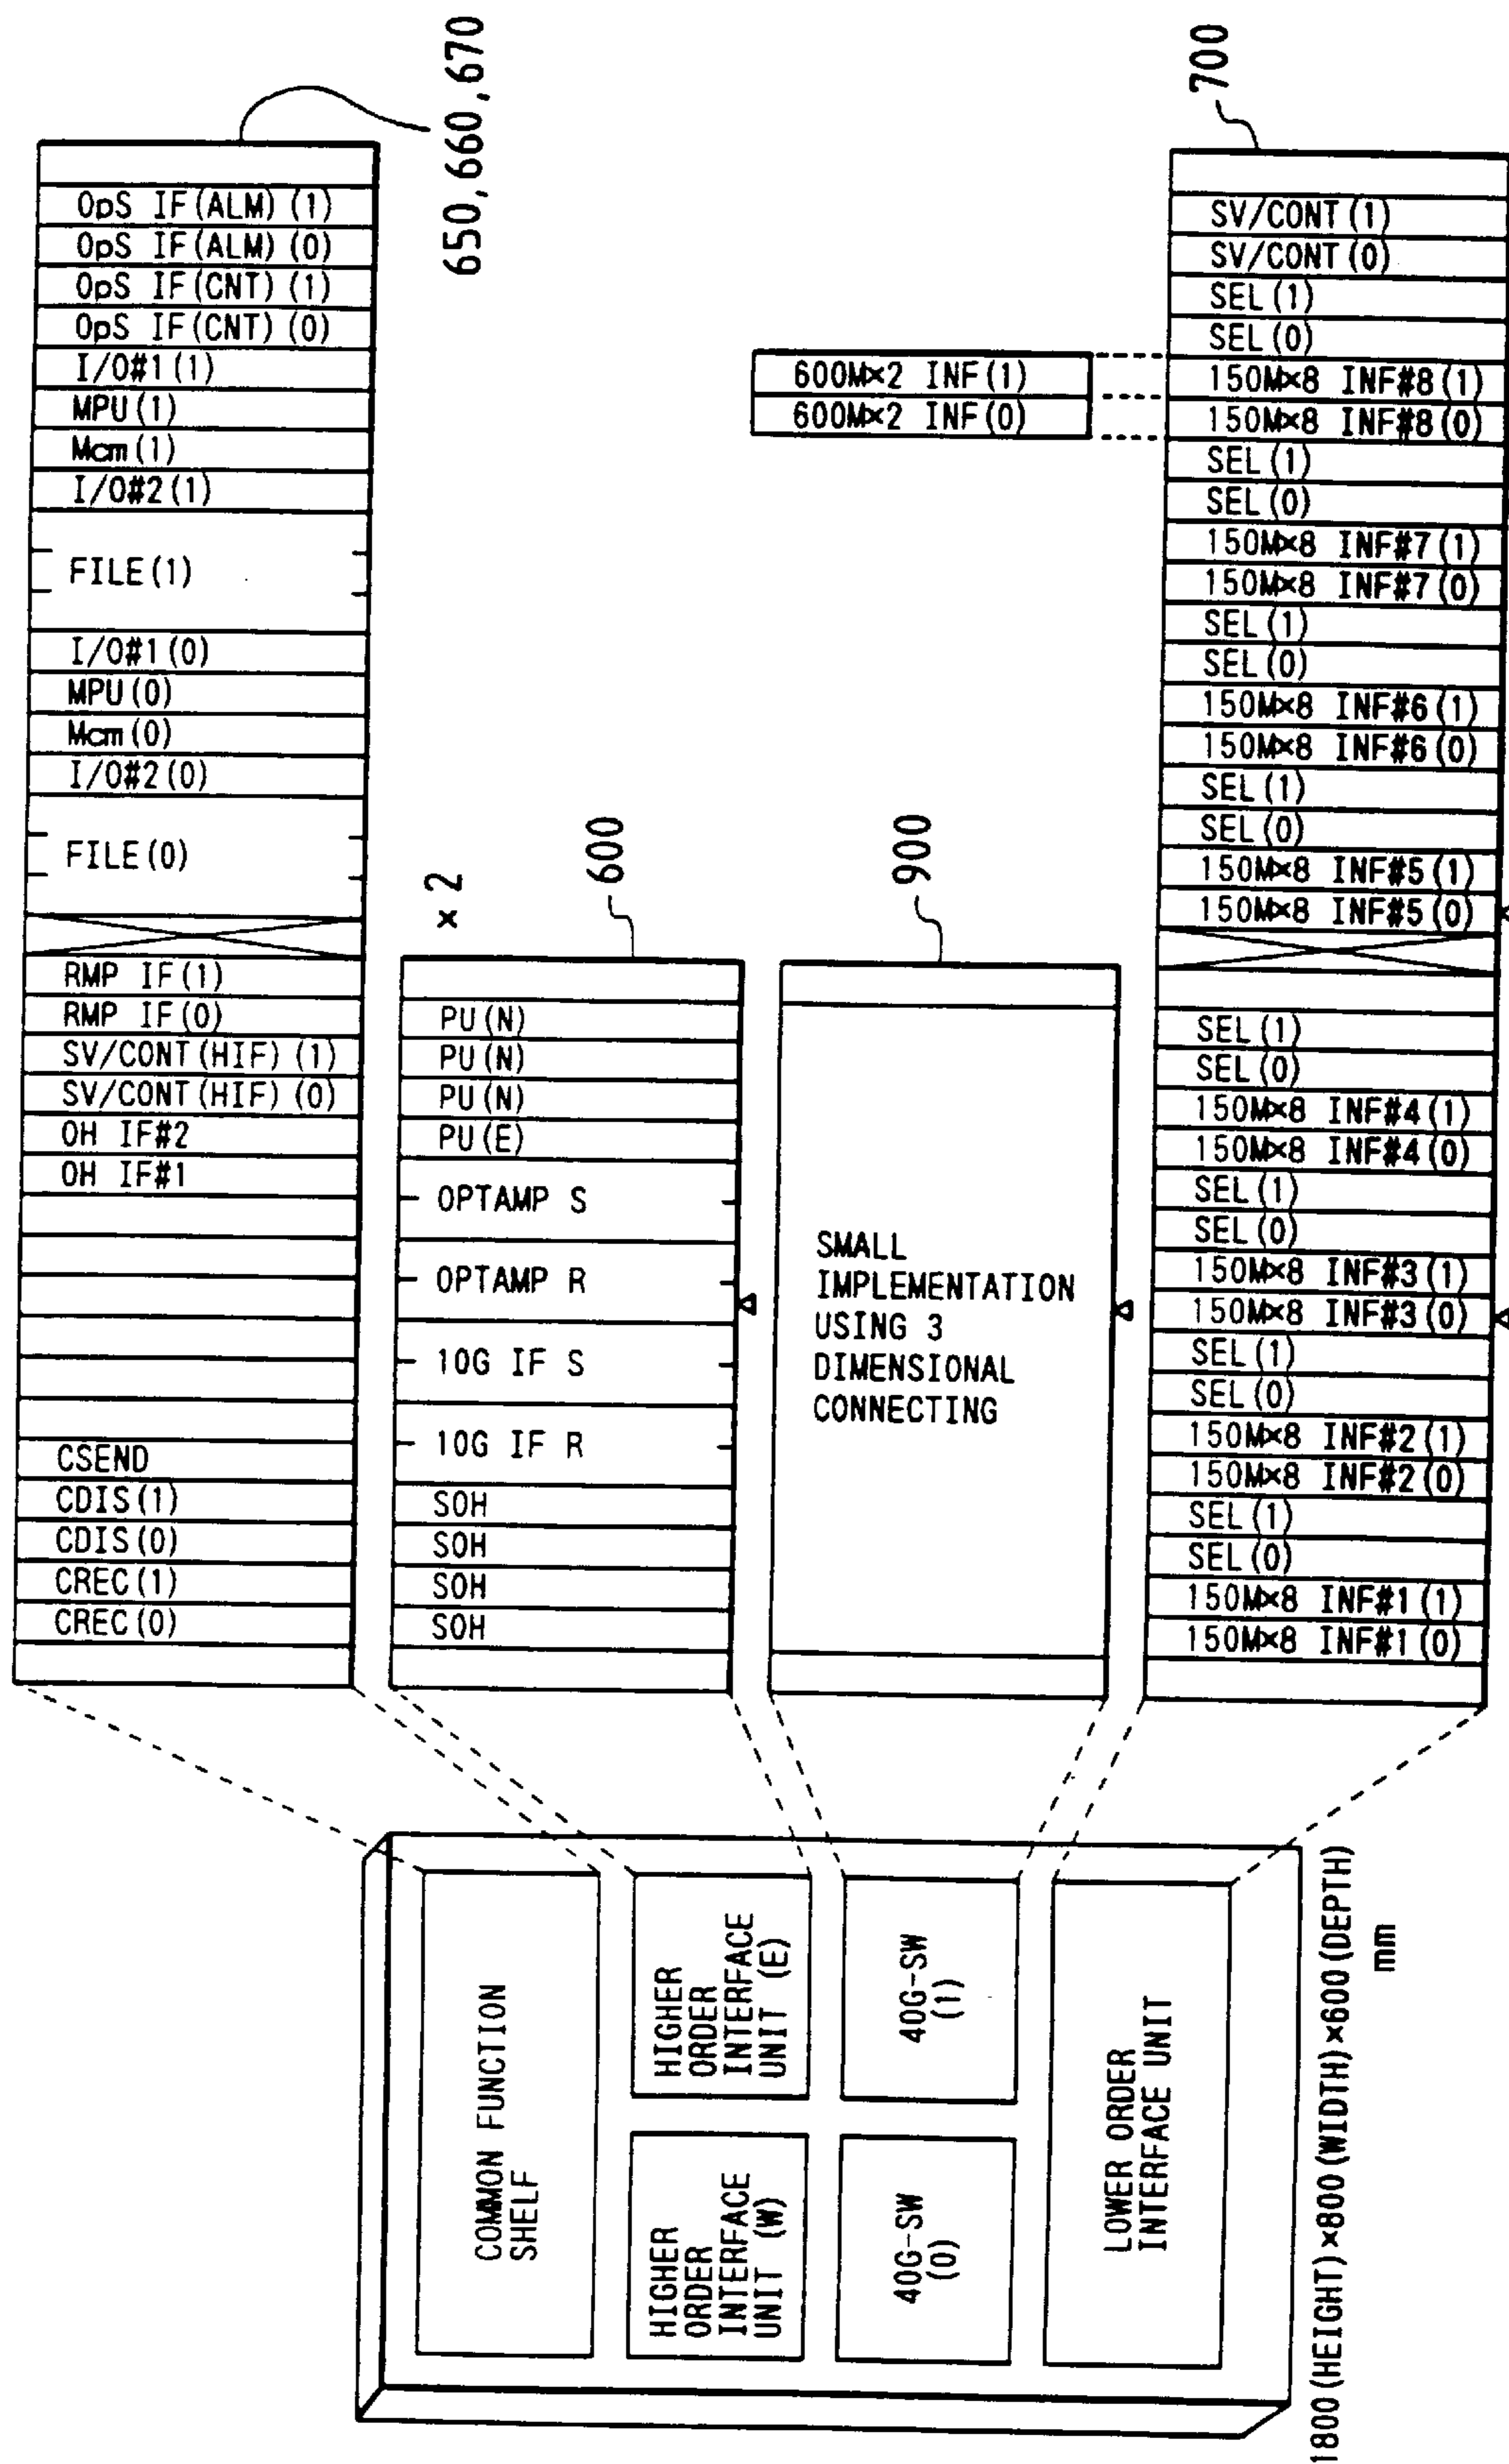 650,660,670
OpS IF(ALM)(1)
OpS IF(ALM)(0)
OpS IF(CNT)(1)
OpS IF(CNT)(0)
I/O#1(1)
MPU(1)
Mcm(1)
I/O#2(1)
FILE(1)
I/O#1(0)
MPU(0)
Mcm(0)
I/O#2(0)
FILE(0)
RMP IF(1)
RMP IF(0)
SV/CONT(HIF)(1)
SV/CONT(HIF)(0)
OH IF#2
OH IF#1
CSEND
CDIS(1)
CDIS(0)
CREC(1)
CREC(0)
× 2
600
PU(N)
PU(N)
PU(N)
PU(E)
OPTAMP S
OPTAMP R
10G IF S
10G IF R
SOH
SOH
SOH
SOH
900
SMALL
IMPLEMENTATION
USING 3
DIMENSIONAL
CONNECTING
600M×2 INF(1)
600M×2 INF(0)
700
SV/CONT(1)
SV/CONT(0)
SEL(1)
SEL(0)
150M×8 INF#8(1)
150M×8 INF#8(0)
SEL(1)
SEL(0)
150M×8 INF#7(1)
150M×8 INF#7(0)
SEL(1)
SEL(0)
150M×8 INF#6(1)
150M×8 INF#6(0)
SEL(1)
SEL(0)
150M×8 INF#5(1)
150M×8 INF#5(0)
SEL(1)
SEL(0)
150M×8 INF#4(1)
150M×8 INF#4(0)
SEL(1)
SEL(0)
150M×8 INF#3(1)
150M×8 INF#3(0)
SEL(1)
SEL(0)
150M×8 INF#2(1)
150M×8 INF#2(0)
SEL(1)
SEL(0)
150M×8 INF#1(1)
150M×8 INF#1(0)
COMMON FUNCTION
SHELF
HIGHER
ORDER
INTERFACE
UNIT (W)
HIGHER
ORDER
INTERFACE
UNIT (E)
40G-SW
(0)
40G-SW
(1)
LOWER ORDER
INTERFACE UNIT
1800(HEIGHT)×800(WIDTH)×600(DEPTH)
mm